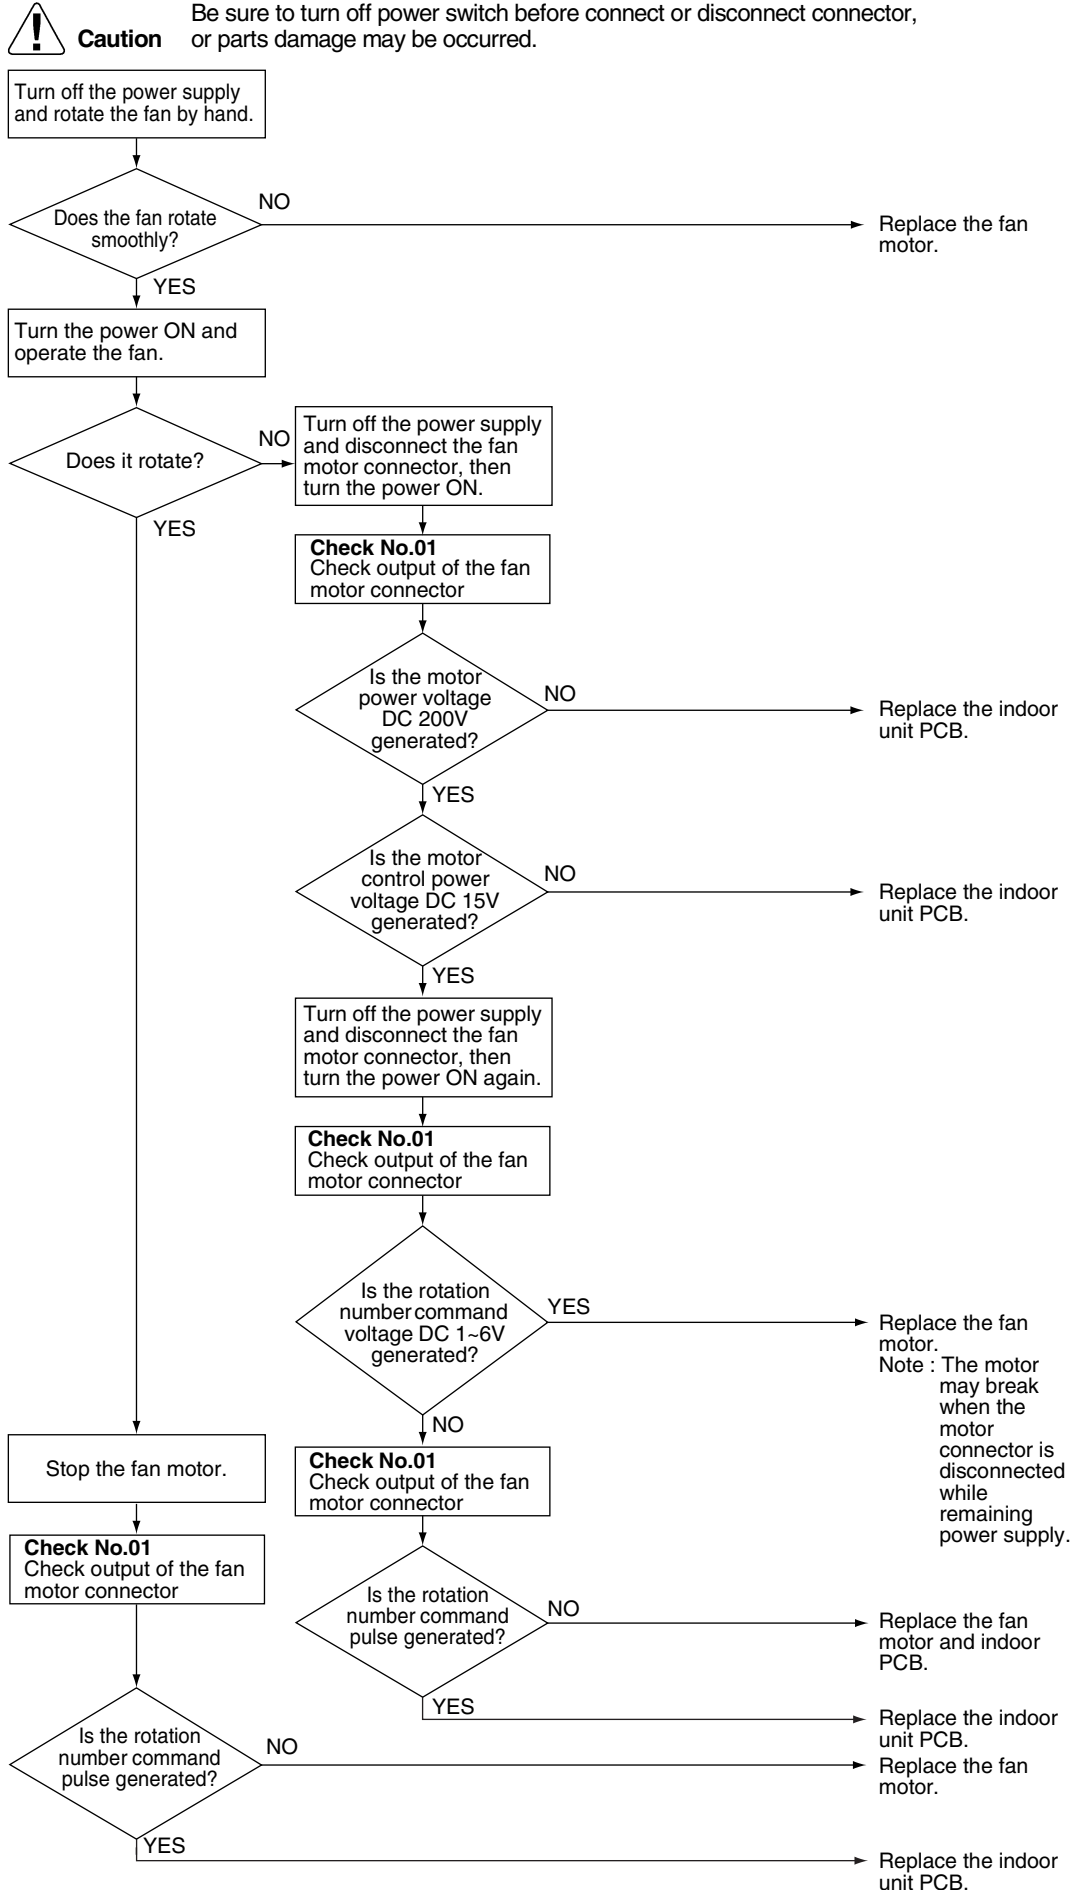 Caution
Be sure to turn off power switch before connect or disconnect connector,
or parts damage may be occurred.
Turn off the power supply
and rotate the fan by hand.
Does the fan rotate
smoothly?
NO
Replace the fan
motor.
YES
Turn the power ON and
operate the fan.
Does it rotate?
NO
YES
Turn off the power supply
and disconnect the fan
motor connector, then
turn the power ON.
Check No.01
Check output of the fan
motor connector
Is the motor
power voltage
DC 200V
generated?
NO
Replace the indoor
unit PCB.
YES
Is the motor
control power
voltage DC 15V
generated?
NO
Replace the indoor
unit PCB.
YES
Turn off the power supply
and disconnect the fan
motor connector, then
turn the power ON again.
Check No.01
Check output of the fan
motor connector
Is the rotation
number command
voltage DC 1~6V
generated?
YES
Replace the fan
motor.
Note : The motor
may break
when the
motor
connector is
disconnected
while
remaining
power supply.
NO
Check No.01
Check output of the fan
motor connector
Is the rotation
number command
pulse generated?
NO
Replace the fan
motor and indoor
PCB.
YES
Replace the indoor
unit PCB.
Stop the fan motor.
Check No.01
Check output of the fan
motor connector
Is the rotation
number command
pulse generated?
NO
Replace the fan
motor.
YES
Replace the indoor
unit PCB.